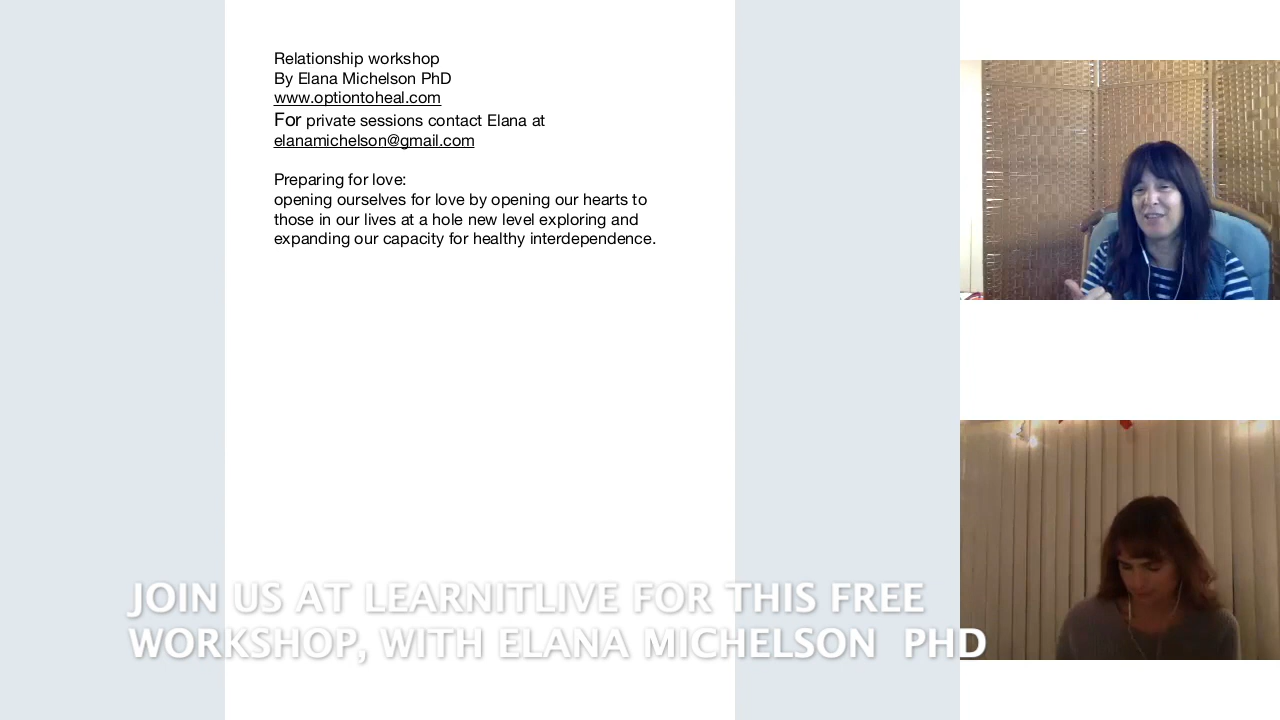 Relationship workshop
By Elana Michelson PhD
www.optiontoheal.com
For private sessions contact Elana at
elanamichelson@gmail.com
Preparing for love:
opening ourselves for love by opening our hearts to
those in our lives at a hole new level exploring and
expanding our capacity for healthy interdependence.
JOIN US AT LEARNITLIVE FOR THIS FREE
WORKSHOP, WITH ELANA MICHELSON PHD